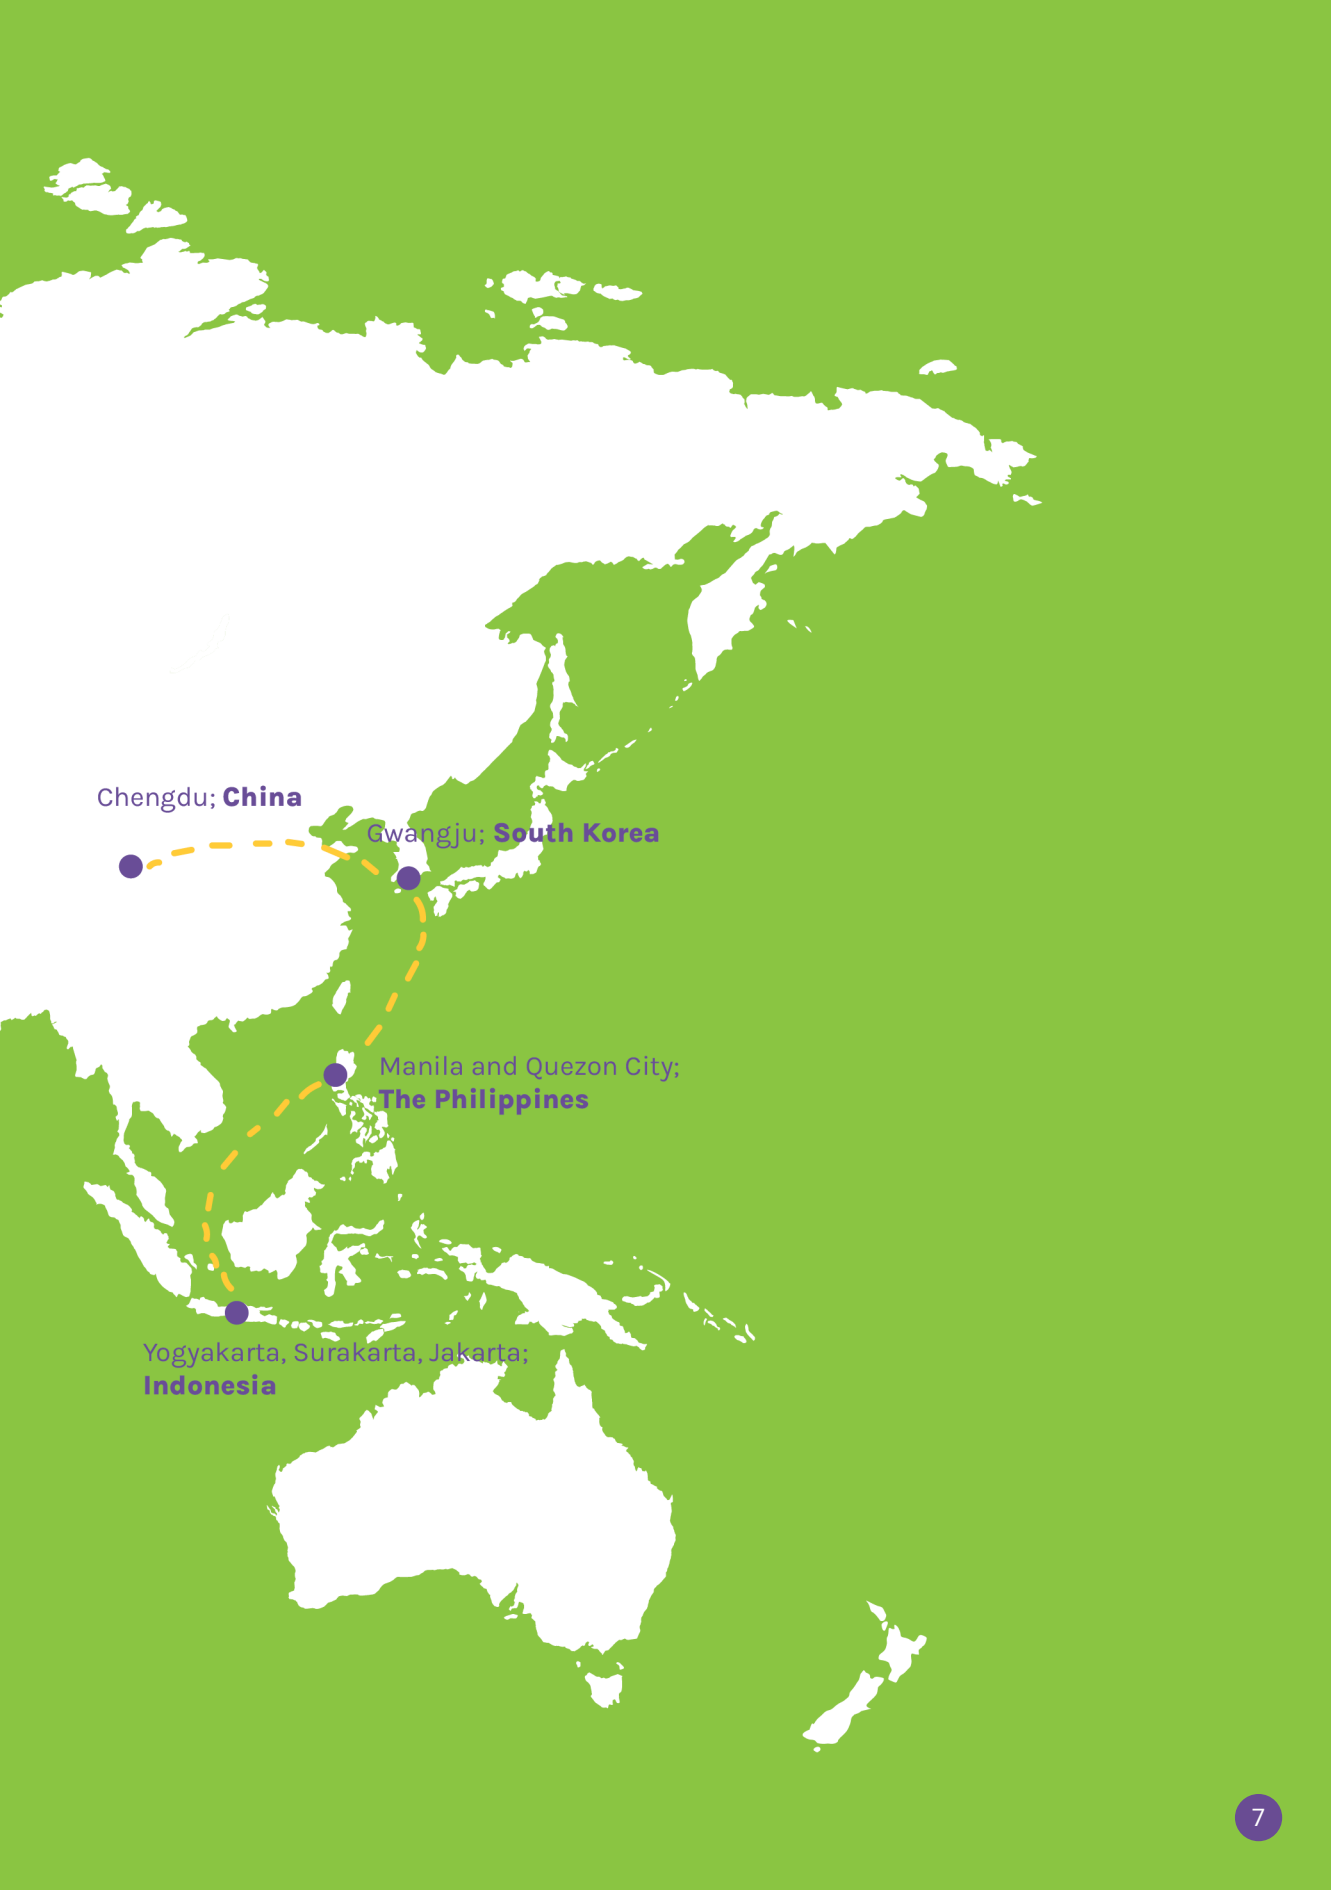 Chengdu; China
Gwangju; South Korea
Manila and Quezon City;
The Philippines
Yogyakarta, Surakarta, Jakarta;
Indonesia
7